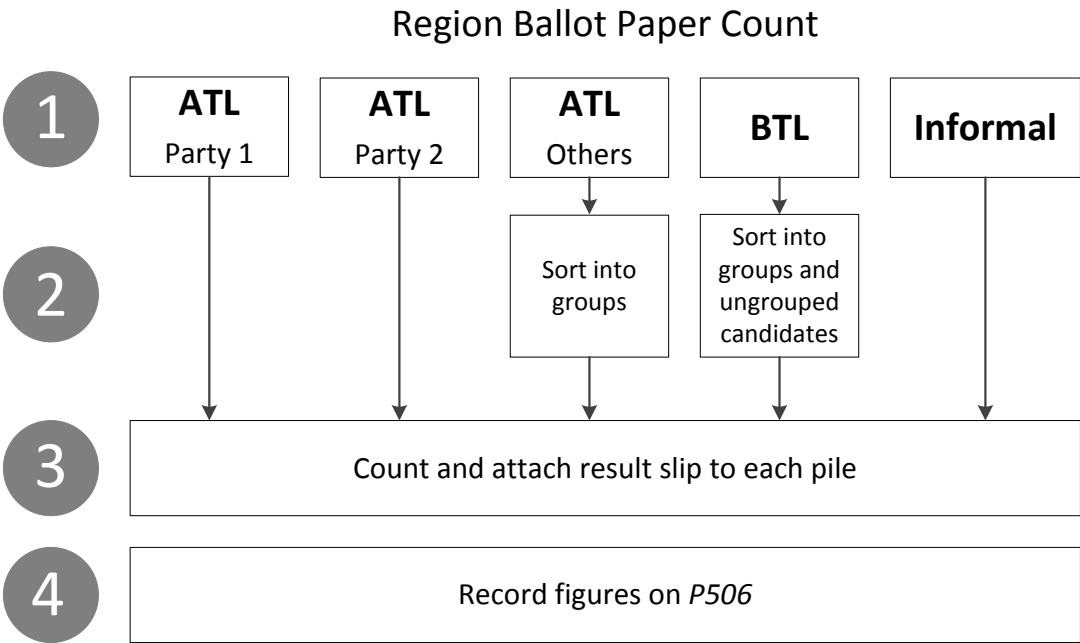 Region Ballot Paper Count
1
ATL
Party 1
ATL
Party 2
ATL
Others
BTL
Informal
2
Sort into
groups
Sort into
groups and
ungrouped
candidates
3
Count and attach result slip to each pile
4
Record figures on P506